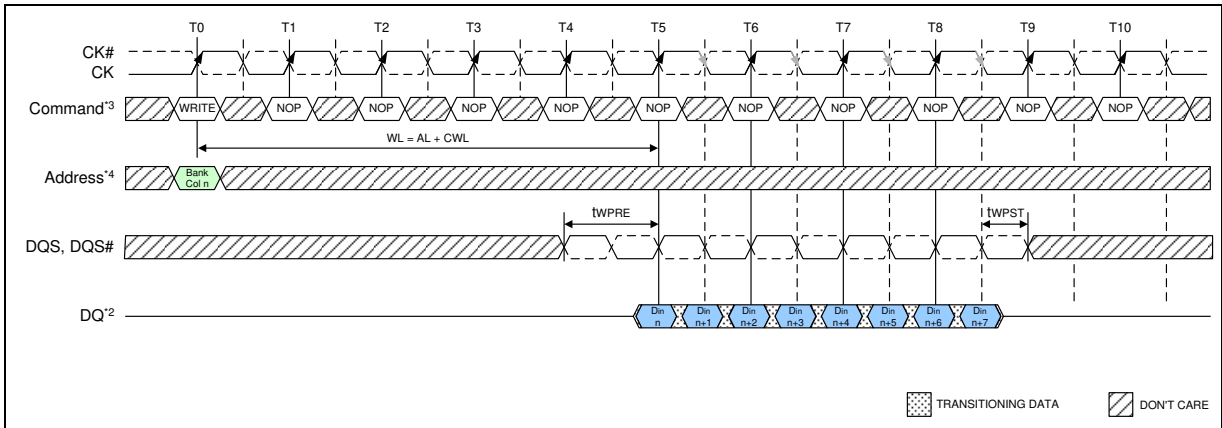 T0 T1 T2 T3 T4 T5 T6 T7 T8 T9 T10
CK#
CK
Command*3 WRITE NOP NOP NOP NOP NOP NOP NOP NOP NOP NOP
WL = AL + CWL
Address*4 Bank Col n
tWPRE tWPST
DQS, DQS#
DQ*2 Din n Din n+1 Din n+2 Din n+3 Din n+4 Din n+5 Din n+6 Din n+7
TRANSITIONING DATA DON'T CARE